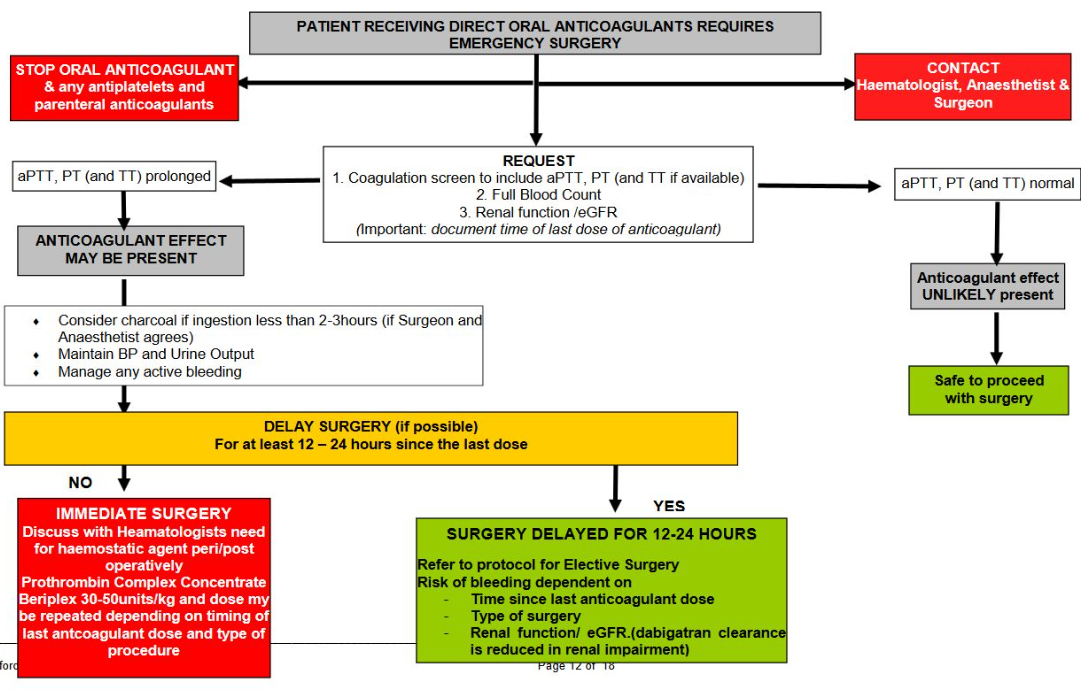 PATIENT RECEIVING DIRECT ORAL ANTICOAGULANTS REQUIRES
EMERGENCY SURGERY
STOP ORAL ANTICOAGULANT
& any antiplatelets and
parenteral anticoagulants
CONTACT
Haematologist, Anaesthetist &
Surgeon
REQUEST
1. Coagulation screen to include aPTT, PT (and TT if available)
2. Full Blood Count
3. Renal function /eGFR
(Important: document time of last dose of anticoagulant)
aPTT, PT (and TT) prolonged
aPTT, PT (and TT) normal
ANTICOAGULANT EFFECT
MAY BE PRESENT
Anticoagulant effect
UNLIKELY present
♦ Consider charcoal if ingestion less than 2-3hours (if Surgeon and
Anaesthetist agrees)
♦ Maintain BP and Urine Output
♦ Manage any active bleeding
Safe to proceed
with surgery
DELAY SURGERY (if possible)
For at least 12 – 24 hours since the last dose
NO
YES
IMMEDIATE SURGERY
Discuss with Heamatologists need
for haemostatic agent peri/post
operatively
Prothrombin Complex Concentrate
Beriplex 30-50units/kg and dose my
be repeated depending on timing of
last antcoagulant dose and type of
procedure
SURGERY DELAYED FOR 12-24 HOURS
Refer to protocol for Elective Surgery
Risk of bleeding dependent on
- Time since last anticoagulant dose
- Type of surgery
- Renal function/ eGFR.(dabigatran clearance
is reduced in renal impairment)
Page 12 of 18